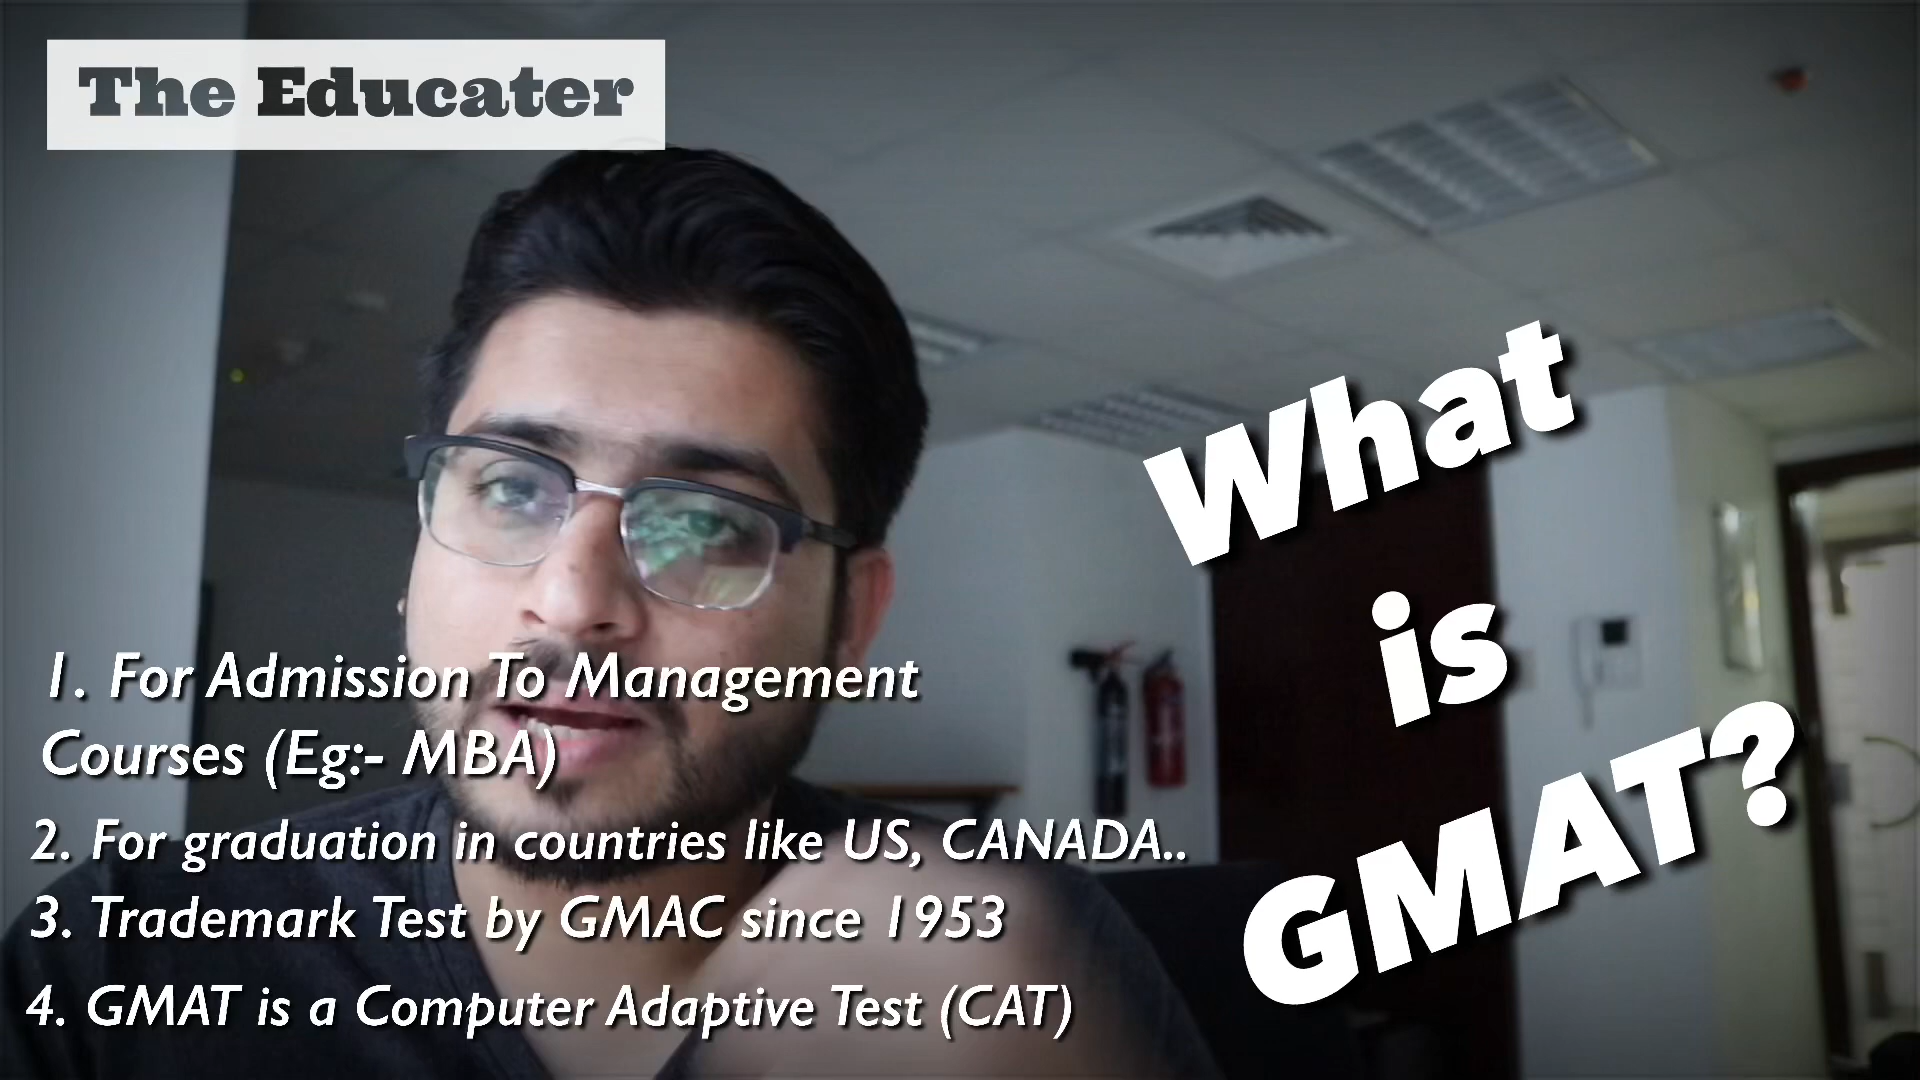 The Educater
What
is
GMAT?
1. For Admission To Management
Courses (Eg:- MBA)
2. For graduation in countries like US, CANADA..
3. Trademark Test by GMAC since 1953
4. GMAT is a Computer Adaptive Test (CAT)